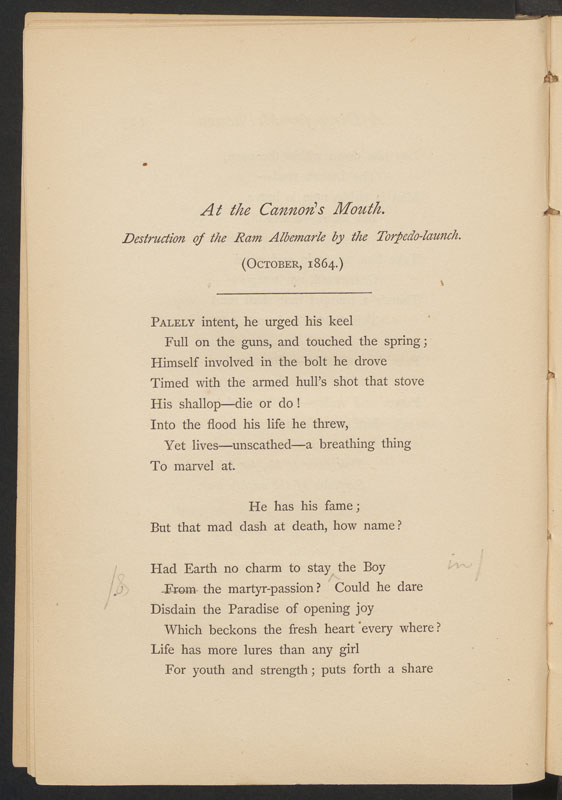 At the Cannon's Mouth.
Destruction of the Ram Albemarle by the Torpedo-launch.
(October, 1864.)
Palely intent, he urged his keel
Full on the guns, and touched the spring;
Himself involved in the bolt he drove
Timed with the armed hull's shot that stove
His shallop—die or do!
Into the flood his life he threw,
Yet lives—unscathed—a breathing thing
To marvel at.
He has his fame;
But that mad dash at death, how name?
Had Earth no charm to stay the Boy
in/
From the martyr-passion? Could he dare
Disdain the Paradise of opening joy
Which beckons the fresh heart every where?
Life has more lures than any girl
For youth and strength; puts forth a share